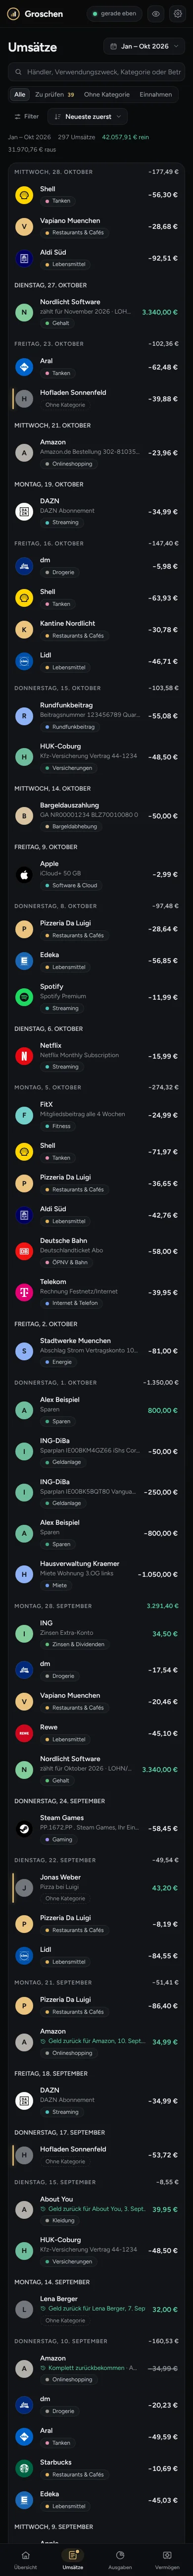 Groschen
gerade eben
Umsätze
Jan – Okt 2026
Händler, Verwendungszweck, Kategorie oder Betr
Alle
Zu prüfen 39
Ohne Kategorie
Einnahmen
Filter
Neueste zuerst
Jan – Okt 2026 297 Umsätze 42.057,91 € rein
31.970,76 € raus
MITTWOCH, 28. OKTOBER −177,49 €
Shell
Tanken
−56,30 €
V
Vapiano Muenchen
Restaurants & Cafés
−28,68 €
Aldi Süd
Lebensmittel
−92,51 €
DIENSTAG, 27. OKTOBER
N
Nordlicht Software
zählt für November 2026 · LOH…
Gehalt
3.340,00 €
FREITAG, 23. OKTOBER −102,36 €
Aral
Tanken
−62,48 €
H
Hofladen Sonnenfeld
Ohne Kategorie
−39,88 €
MITTWOCH, 21. OKTOBER
A
Amazon
Amazon.de Bestellung 302-81035…
Onlineshopping
−23,96 €
MONTAG, 19. OKTOBER
DAZN
DAZN Abonnement
Streaming
−34,99 €
FREITAG, 16. OKTOBER −147,40 €
dm
Drogerie
−5,98 €
Shell
Tanken
−63,93 €
K
Kantine Nordlicht
Restaurants & Cafés
−30,78 €
Lidl
Lebensmittel
−46,71 €
DONNERSTAG, 15. OKTOBER −103,58 €
R
Rundfunkbeitrag
Beitragsnummer 123456789 Quar…
Rundfunkbeitrag
−55,08 €
H
HUK-Coburg
Kfz-Versicherung Vertrag 44-1234
Versicherungen
−48,50 €
MITTWOCH, 14. OKTOBER
B
Bargeldauszahlung
GA NR00001234 BLZ70010080 0
Bargeldabhebung
−50,00 €
FREITAG, 9. OKTOBER
Apple
iCloud+ 50 GB
Software & Cloud
−2,99 €
DONNERSTAG, 8. OKTOBER −97,48 €
P
Pizzeria Da Luigi
Restaurants & Cafés
−28,64 €
Edeka
Lebensmittel
−56,85 €
Spotify
Spotify Premium
Streaming
−11,99 €
DIENSTAG, 6. OKTOBER
Netflix
Netflix Monthly Subscription
Streaming
−15,99 €
MONTAG, 5. OKTOBER −274,32 €
F
FitX
Mitgliedsbeitrag alle 4 Wochen
Fitness
−24,99 €
Shell
Tanken
−71,97 €
P
Pizzeria Da Luigi
Restaurants & Cafés
−36,65 €
Aldi Süd
Lebensmittel
−42,76 €
Deutsche Bahn
Deutschlandticket Abo
ÖPNV & Bahn
−58,00 €
Telekom
Rechnung Festnetz/Internet
Internet & Telefon
−39,95 €
FREITAG, 2. OKTOBER
S
Stadtwerke Muenchen
Abschlag Strom Vertragskonto 10…
Energie
−81,00 €
DONNERSTAG, 1. OKTOBER −1.350,00 €
A
Alex Beispiel
Sparen
Sparen
800,00 €
I
ING-DiBa
Sparplan IE00BKM4GZ66 iShs Cor…
Geldanlage
−50,00 €
I
ING-DiBa
Sparplan IE00BK5BQT80 Vangua…
Geldanlage
−250,00 €
A
Alex Beispiel
Sparen
Sparen
−800,00 €
H
Hausverwaltung Kraemer
Miete Wohnung 3.OG links
Miete
−1.050,00 €
MONTAG, 28. SEPTEMBER 3.291,40 €
I
ING
Zinsen Extra-Konto
Zinsen & Dividenden
34,50 €
dm
Drogerie
−17,54 €
V
Vapiano Muenchen
Restaurants & Cafés
−20,46 €
Rewe
Lebensmittel
−45,10 €
N
Nordlicht Software
zählt für Oktober 2026 · LOHN/…
Gehalt
3.340,00 €
DONNERSTAG, 24. SEPTEMBER
Steam Games
PP.1672.PP . Steam Games, Ihr Ein…
Gaming
−58,45 €
DIENSTAG, 22. SEPTEMBER −49,54 €
J
Jonas Weber
Pizza bei Luigi
Ohne Kategorie
43,20 €
P
Pizzeria Da Luigi
Restaurants & Cafés
−8,19 €
Lidl
Lebensmittel
−84,55 €
MONTAG, 21. SEPTEMBER −51,41 €
P
Pizzeria Da Luigi
Restaurants & Cafés
−86,40 €
A
Amazon
Geld zurück für Amazon, 10. Sept…
Onlineshopping
34,99 €
FREITAG, 18. SEPTEMBER
DAZN
DAZN Abonnement
Streaming
−34,99 €
DONNERSTAG, 17. SEPTEMBER
H
Hofladen Sonnenfeld
Ohne Kategorie
−53,72 €
DIENSTAG, 15. SEPTEMBER −8,55 €
A
About You
Geld zurück für About You, 3. Sept.
Kleidung
39,95 €
H
HUK-Coburg
Kfz-Versicherung Vertrag 44-1234
Versicherungen
−48,50 €
MONTAG, 14. SEPTEMBER
L
Lena Berger
Geld zurück für Lena Berger, 7. Sep
Ohne Kategorie
32,00 €
DONNERSTAG, 10. SEPTEMBER −160,53 €
A
Amazon
Komplett zurückbekommen · A…
Onlineshopping
−34,99 €
dm
Drogerie
−20,23 €
Aral
Tanken
−49,59 €
Starbucks
Restaurants & Cafés
−10,69 €
Edeka
Lebensmittel
−45,03 €
MITTWOCH, 9. SEPTEMBER
Übersicht
Umsätze
Ausgaben
Vermögen